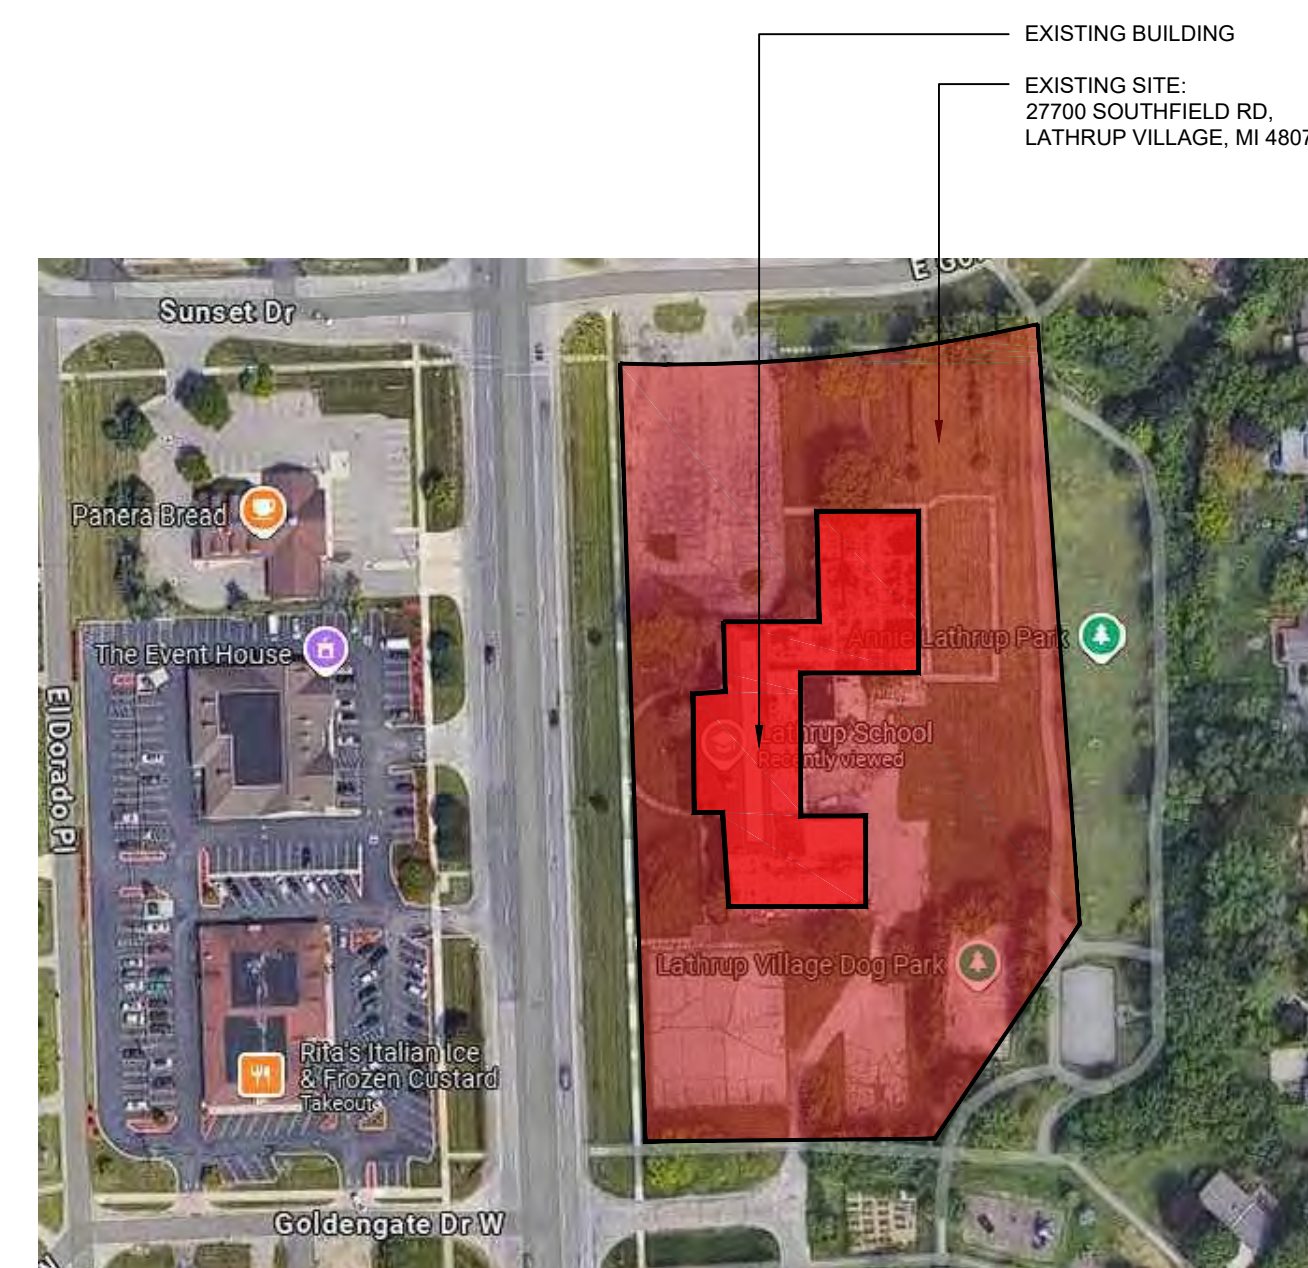 EXISTING BUILDING
EXISTING SITE:
27700 SOUTHFIELD RD,
LATHRUP VILLAGE, MI 4807
Sunset Dr
Panera Bread
The Event House
Annie Lathrup Park
El Dorado Pl
Lathrup School
Recently viewed
Lathrup Village Dog Park
Rita's Italian Ice
& Frozen Custard
Takeout
Goldengate Dr W